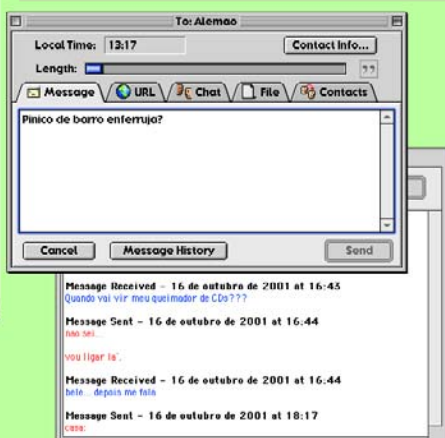 To: Alemao
Local Time: 13:17
Contact Info...
Length:
Message URL Chat File Contacts
Pinico de barro enferruja?
Cancel Message History Send
Message Received - 16 de outubro de 2001 at 16:43
Quando vai vir meu queimador de CDs???
Message Sent - 16 de outubro de 2001 at 16:44
nao sei...
vou ligar la'.
Message Received - 16 de outubro de 2001 at 16:44
bele... depois me fala
Message Sent - 16 de outubro de 2001 at 18:17
casa: